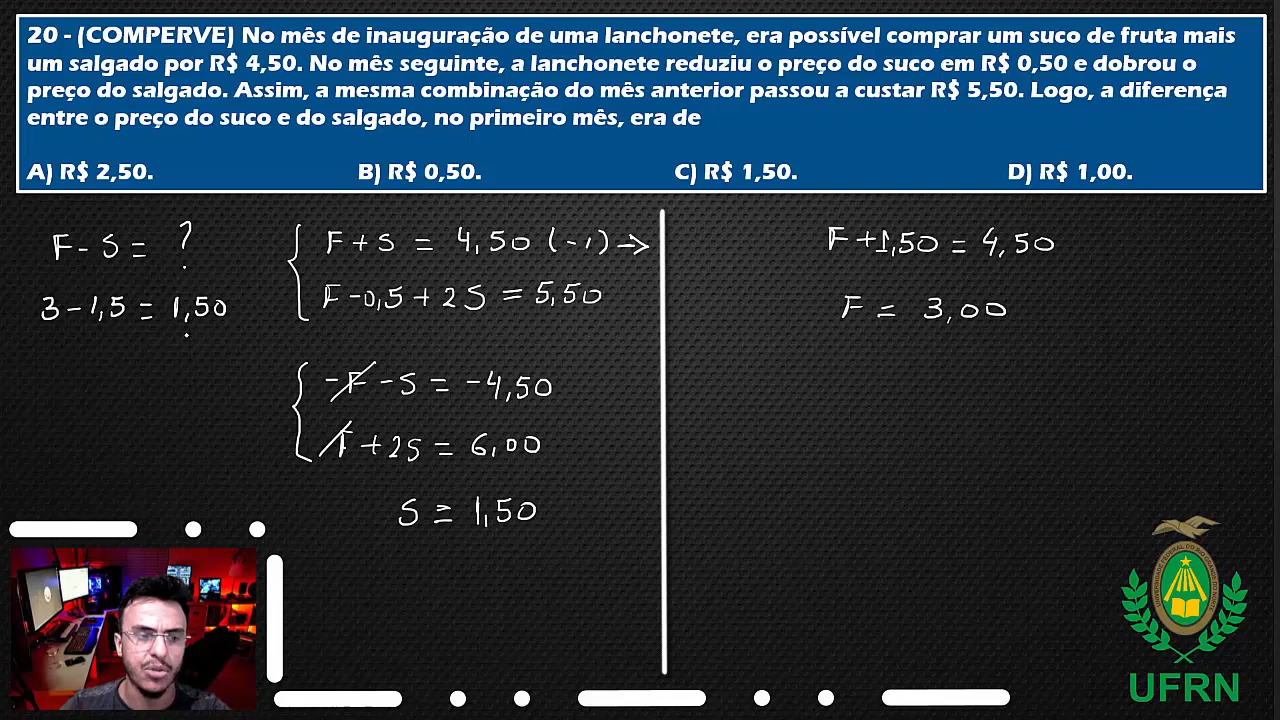 20 - (COMPERVE) No mês de inauguração de uma lanchonete, era possível comprar um suco de fruta mais
um salgado por R$ 4,50. No mês seguinte, a lanchonete reduziu o preço do suco em R$ 0,50 e dobrou o
preço do salgado. Assim, a mesma combinação do mês anterior passou a custar R$ 5,50. Logo, a diferença
entre o preço do suco e do salgado, no primeiro mês, era de
A) R$ 2,50. B) R$ 0,50. C) R$ 1,50. D) R$ 1,00.
F - S = ?
3 - 1,5 = 1,50
F + S = 4,50 (-1) →
F - 0,5 + 2S = 5,50
-F - S = -4,50
F + 2S = 6,00
S = 1,50
F + 1,50 = 4,50
F = 3,00
UFRN